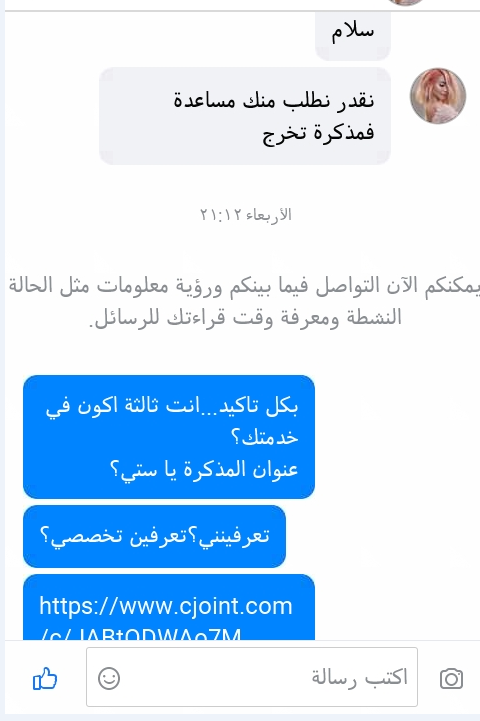 سلام
نقدر نطلب منك مساعدة
فمذكرة تخرج
الأربعاء ٢١:١٢
يمكنكم الآن التواصل فيما بينكم ورؤية معلومات مثل الحالة
النشطة ومعرفة وقت قراءتك للرسائل.
بكل تاكيد...انت ثالثة اكون في
خدمتك؟
عنوان المذكرة يا ستي؟
تعرفينني؟تعرفين تخصصي؟
https://www.cjoint.com
اكتب رسالة